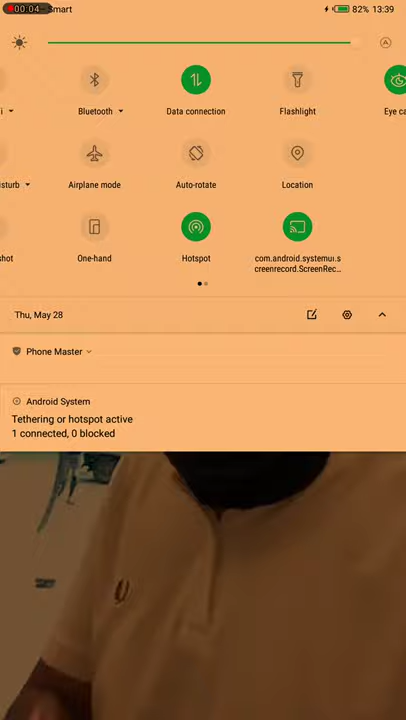 00:04 Smart 82% 13:39
i Bluetooth Data connection Flashlight Eye ca
isturb Airplane mode Auto-rotate Location
shot One-hand Hotspot com.android.systemui.s
creenrecord.ScreenRec...
Thu, May 28
Phone Master
Android System
Tethering or hotspot active
1 connected, 0 blocked